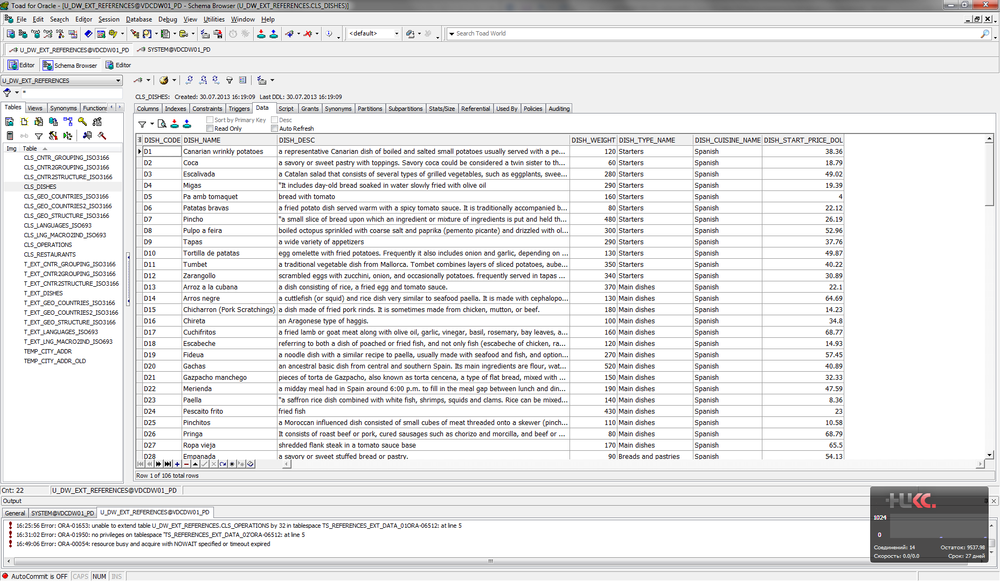 Toad for Oracle - [U_DW_EXT_REFERENCES@VDCDW01_PD - Schema Browser (U_DW_EXT_REFERENCES.CLS_DISHES)]
File Edit Search Editor Session Database Debug View Utilities Window Help
<default> Search Toad World
U_DW_EXT_REFERENCES@VDCDW01_PD SYSTEM@VDCDW01_PD
Editor Schema Browser Editor
U_DW_EXT_REFERENCES
*
CLS_DISHES: Created: 30.07.2013 16:19:09 Last DDL: 30.07.2013 16:19:09
Tables Views Synonyms Functions
Columns Indexes Constraints Triggers Data Script Grants Synonyms Partitions Subpartitions Stats/Size Referential Used By Policies Auditing
Sort by Primary Key Desc
Read Only Auto Refresh
Img Table
CLS_CNTR_GROUPING_ISO3166
CLS_CNTR2GROUPING_ISO3166
CLS_CNTR2STRUCTURE_ISO3166
CLS_DISHES
CLS_GEO_COUNTRIES_ISO3166
CLS_GEO_COUNTRIES2_ISO3166
CLS_GEO_STRUCTURE_ISO3166
CLS_LANGUAGES_ISO693
CLS_LNG_MACRO2IND_ISO693
CLS_OPERATIONS
CLS_RESTAURANTS
T_EXT_CNTR_GROUPING_ISO3166
T_EXT_CNTR2GROUPING_ISO3166
T_EXT_CNTR2STRUCTURE_ISO3166
T_EXT_DISHES
T_EXT_GEO_COUNTRIES_ISO3166
T_EXT_GEO_COUNTRIES2_ISO3166
T_EXT_GEO_STRUCTURE_ISO3166
T_EXT_LANGUAGES_ISO693
T_EXT_LNG_MACRO2IND_ISO693
TEMP_CITY_ADDR
TEMP_CITY_ADDR_OLD
DISH_CODE DISH_NAME DISH_DESC DISH_WEIGHT DISH_TYPE_NAME DISH_CUISINE_NAME DISH_START_PRICE_DOL
D1 Canarian wrinkly potatoes a representative Canarian dish of boiled and salted small potatoes usually served with a pe... 120 Starters Spanish 38.36
D2 Coca a savory or sweet pastry with toppings. Savory coca could be considered a twin sister to th... 60 Starters Spanish 18.79
D3 Escalivada a Catalan salad that consists of several types of grilled vegetables, such as eggplants, swee... 280 Starters Spanish 49.02
D4 Migas "It includes day-old bread soaked in water slowly fried with olive oil 290 Starters Spanish 19.39
D5 Pa amb tomaquet bread with tomato 160 Starters Spanish 4
D6 Patatas bravas a fried potato dish served warm with a spicy tomato sauce. It is traditionally accompanied b... 80 Starters Spanish 22.12
D7 Pincho "a small slice of bread upon which an ingredient or mixture of ingredients is put and held th... 480 Starters Spanish 26.19
D8 Pulpo a feira boiled octopus sprinkled with coarse salt and paprika (pemento picante) and drizzled with ol... 300 Starters Spanish 52.96
D9 Tapas a wide variety of appetizers 290 Starters Spanish 37.76
D10 Tortilla de patatas egg omelette with fried potatoes. Frequently it also includes onion and garlic, depending on ... 130 Starters Spanish 49.87
D11 Tumbet a traditional vegetable dish from Mallorca. Tombet combines layers of sliced potatoes, aube... 350 Starters Spanish 40.22
D12 Zarangollo scrambled eggs with zucchini, onion, and occasionally potatoes. frequently served in tapas ... 340 Starters Spanish 30.89
D13 Arroz a la cubana a dish consisting of rice, a fried egg and tomato sauce. 370 Main dishes Spanish 22.1
D14 Arros negre a cuttlefish (or squid) and rice dish very similar to seafood paella. It is made with cephalopo... 130 Main dishes Spanish 64.69
D15 Chicharron (Pork Scratchings) a dish made of fried pork rinds. It is sometimes made from chicken, mutton, or beef. 180 Main dishes Spanish 14.23
D16 Chireta an Aragonese type of haggis. 100 Main dishes Spanish 34.8
D17 Cuchifritos a fried lamb or goat meat along with olive oil, garlic, vinegar, basil, rosemary, bay leaves, a... 160 Main dishes Spanish 68.77
D18 Escabeche referring to both a dish of poached or fried fish, and not only fish (escabeche of chicken, ra... 120 Main dishes Spanish 14.93
D19 Fideua a noodle dish with a similar recipe to paella, usually made with seafood and fish, and option... 270 Main dishes Spanish 57.45
D20 Gachas an ancestral basic dish from central and southern Spain. Its main ingredients are flour, wat... 520 Main dishes Spanish 40.89
D21 Gazpacho manchego pieces of torta de Gazpacho, also known as torta cencena, a type of flat bread, mixed with ... 150 Main dishes Spanish 32.33
D22 Merienda a midday meal had in Spain around 6:00 p.m. to fill in the meal gap between lunch and din... 190 Main dishes Spanish 47.59
D23 Paella "a saffron rice dish combined with white fish, shrimps, squids and clams. Rice can be mixed... 140 Main dishes Spanish 8.36
D24 Pescaito frito fried fish 430 Main dishes Spanish 23
D25 Pinchitos a Moroccan influenced dish consisted of small cubes of meat threaded onto a skewer (pinch... 110 Main dishes Spanish 10.58
D26 Pringa It consists of roast beef or pork, cured sausages such as chorizo and morcilla, and beef or ... 80 Main dishes Spanish 68.79
D27 Ropa vieja shredded flank steak in a tomato sauce base 170 Main dishes Spanish 65.5
D28 Empanada a savory or sweet stuffed bread or pastry. 90 Breads and pastries Spanish 54.13
Row 1 of 106 total rows
Cnt: 22 U_DW_EXT_REFERENCES@VDCDW01_PD
Output
General SYSTEM@VDCDW01_PD U_DW_EXT_REFERENCES@VDCDW01_PD
16:25:56 Error: ORA-01653: unable to extend table U_DW_EXT_REFERENCES.CLS_OPERATIONS by 32 in tablespace TS_REFERENCES_EXT_DATA_01ORA-06512: at line 5
16:31:02 Error: ORA-01950: no privileges on tablespace 'TS_REFERENCES_EXT_DATA_02'ORA-06512: at line 5
16:49:06 Error: ORA-00054: resource busy and acquire with NOWAIT specified or timeout expired
1024
0
Соединений: 14 Остаток: 9537.98
Скорость: 0.0/0.0 Срок: 27 дней
AutoCommit is OFF CAPS NUM INS